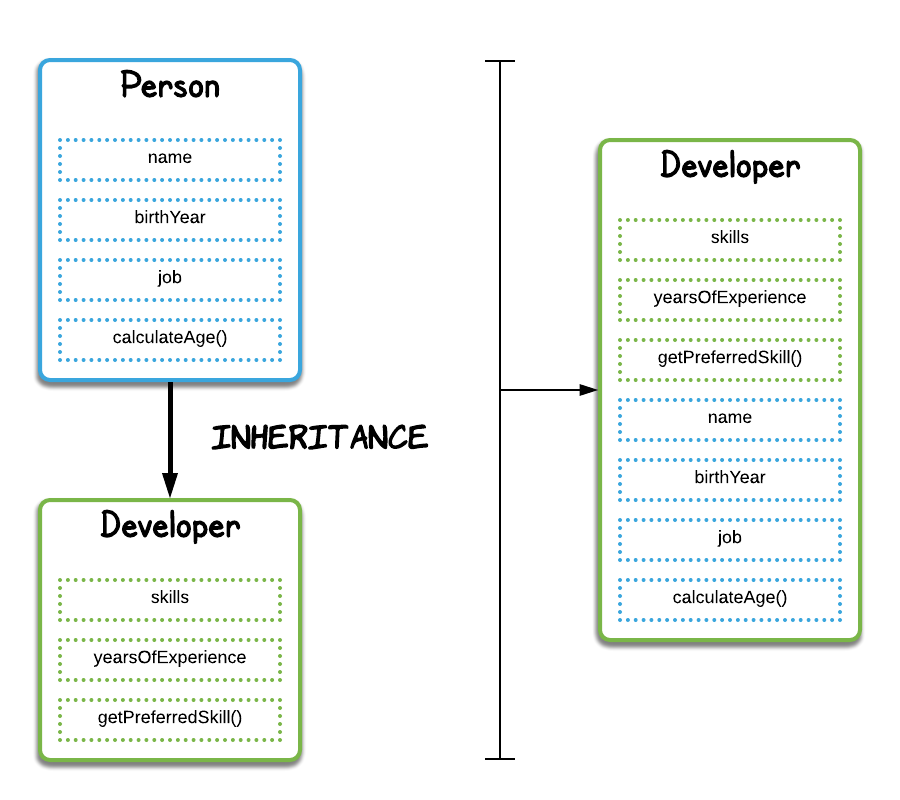 Person
name
birthYear
job
calculateAge()
INHERITANCE
Developer
skills
yearsOfExperience
getPreferredSkill()
Developer
skills
yearsOfExperience
getPreferredSkill()
name
birthYear
job
calculateAge()